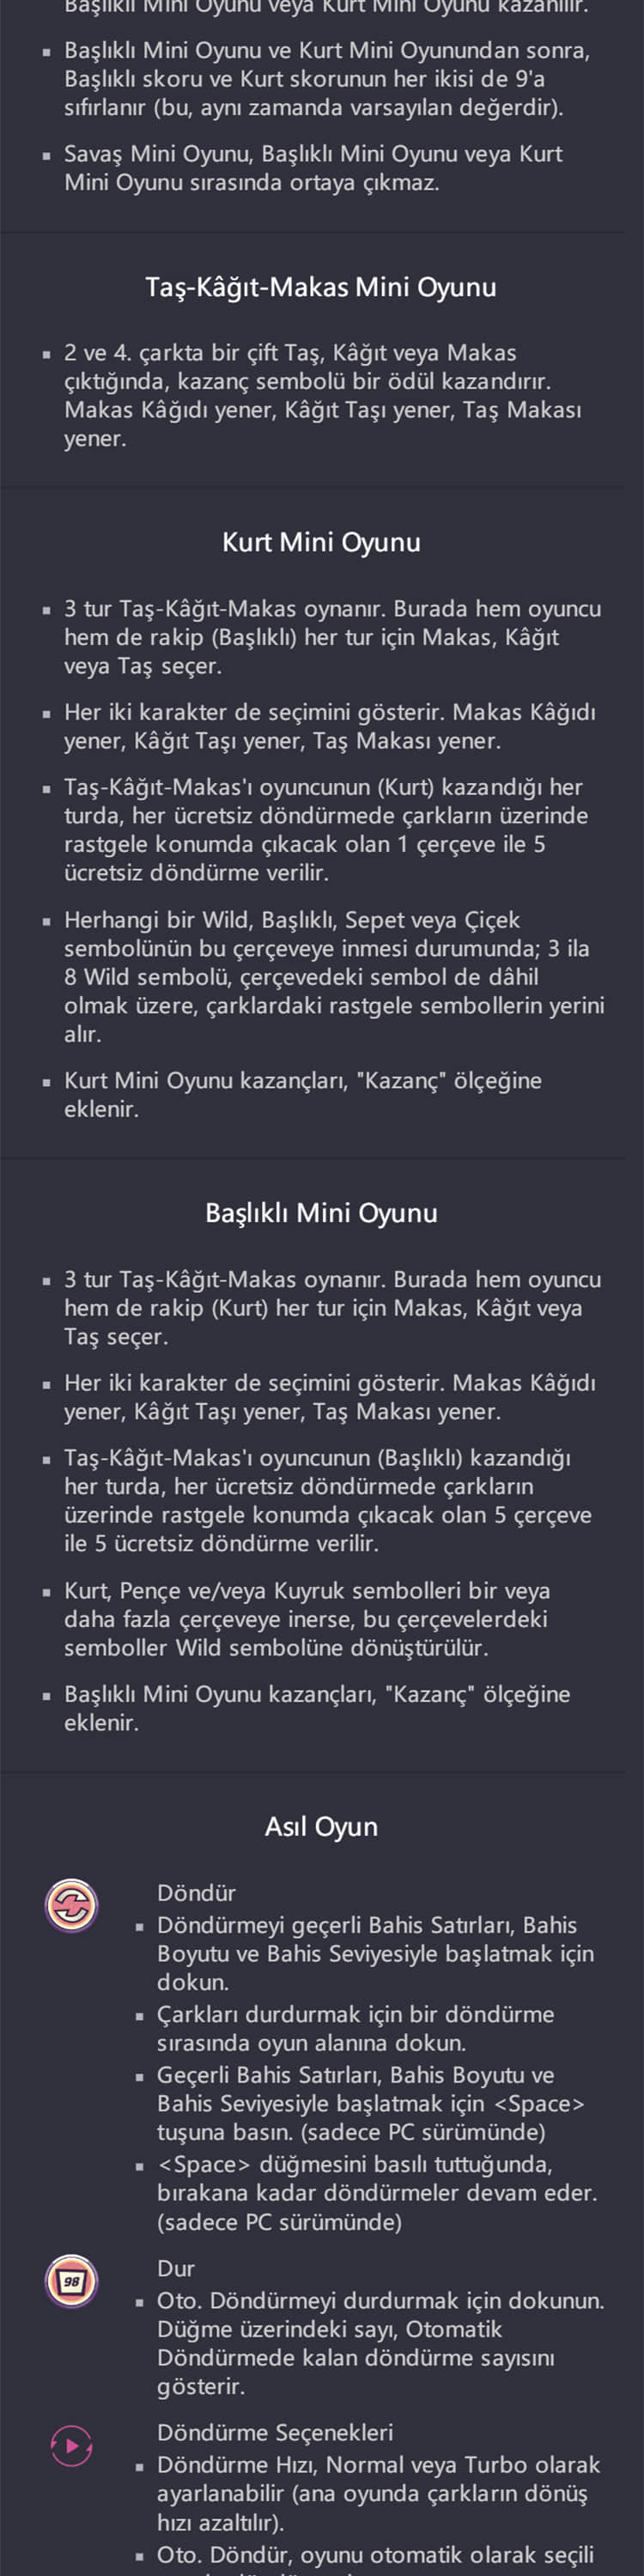 Başlıklı Mini Oyunu veya Kurt Mini Oyunu kazanılır.
▪ Başlıklı Mini Oyunu ve Kurt Mini Oyunundan sonra,
Başlıklı skoru ve Kurt skorunun her ikisi de 9'a
sıfırlanır (bu, aynı zamanda varsayılan değerdir).
▪ Savaş Mini Oyunu, Başlıklı Mini Oyunu veya Kurt
Mini Oyunu sırasında ortaya çıkmaz.
Taş-Kâğıt-Makas Mini Oyunu
▪ 2 ve 4. çarkta bir çift Taş, Kâğıt veya Makas
çıktığında, kazanç sembolü bir ödül kazandırır.
Makas Kâğıdı yener, Kâğıt Taşı yener, Taş Makası
yener.
Kurt Mini Oyunu
▪ 3 tur Taş-Kâğıt-Makas oynanır. Burada hem oyuncu
hem de rakip (Başlıklı) her tur için Makas, Kâğıt
veya Taş seçer.
▪ Her iki karakter de seçimini gösterir. Makas Kâğıdı
yener, Kâğıt Taşı yener, Taş Makası yener.
▪ Taş-Kâğıt-Makas'ı oyuncunun (Kurt) kazandığı her
turda, her ücretsiz döndürmede çarkların üzerinde
rastgele konumda çıkacak olan 1 çerçeve ile 5
ücretsiz döndürme verilir.
▪ Herhangi bir Wild, Başlıklı, Sepet veya Çiçek
sembolünün bu çerçeveye inmesi durumunda; 3 ila
8 Wild sembolü, çerçevedeki sembol de dâhil
olmak üzere, çarklardaki rastgele sembollerin yerini
alır.
▪ Kurt Mini Oyunu kazançları, "Kazanç" ölçeğine
eklenir.
Başlıklı Mini Oyunu
▪ 3 tur Taş-Kâğıt-Makas oynanır. Burada hem oyuncu
hem de rakip (Kurt) her tur için Makas, Kâğıt veya
Taş seçer.
▪ Her iki karakter de seçimini gösterir. Makas Kâğıdı
yener, Kâğıt Taşı yener, Taş Makası yener.
▪ Taş-Kâğıt-Makas'ı oyuncunun (Başlıklı) kazandığı
her turda, her ücretsiz döndürmede çarkların
üzerinde rastgele konumda çıkacak olan 5 çerçeve
ile 5 ücretsiz döndürme verilir.
▪ Kurt, Pençe ve/veya Kuyruk sembolleri bir veya
daha fazla çerçeveye inerse, bu çerçevelerdeki
semboller Wild sembolüne dönüştürülür.
▪ Başlıklı Mini Oyunu kazançları, "Kazanç" ölçeğine
eklenir.
Asıl Oyun
Döndür
▪ Döndürmeyi geçerli Bahis Satırları, Bahis
Boyutu ve Bahis Seviyesiyle başlatmak için
dokun.
▪ Çarkları durdurmak için bir döndürme
sırasında oyun alanına dokun.
▪ Geçerli Bahis Satırları, Bahis Boyutu ve
Bahis Seviyesiyle başlatmak için <Space>
tuşuna basın. (sadece PC sürümünde)
▪ <Space> düğmesini basılı tuttuğunda,
bırakana kadar döndürmeler devam eder.
(sadece PC sürümünde)
98
Dur
▪ Oto. Döndürmeyi durdurmak için dokunun.
Düğme üzerindeki sayı, Otomatik
Döndürmede kalan döndürme sayısını
gösterir.
Döndürme Seçenekleri
▪ Döndürme Hızı, Normal veya Turbo olarak
ayarlanabilir (ana oyunda çarkların dönüş
hızı azaltılır).
▪ Oto. Döndür, oyunu otomatik olarak seçili